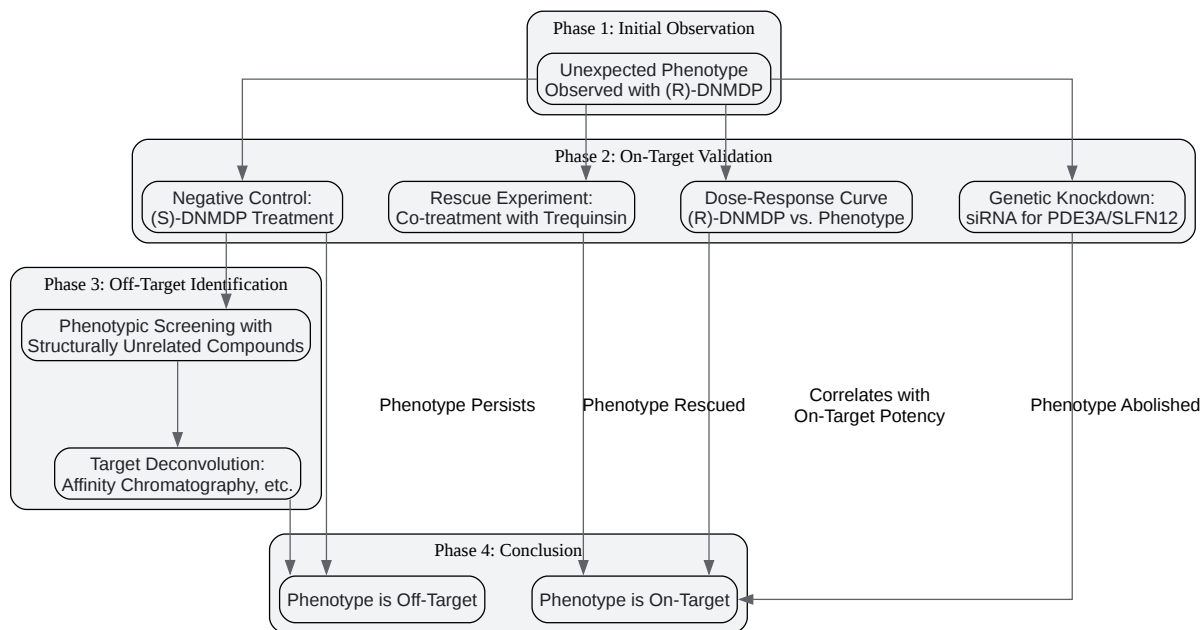 Phase 1: Initial Observation
Unexpected Phenotype
Observed with (R)-DNMDP
Phase 2: On-Target Validation
Negative Control:
(S)-DNMDP Treatment
Rescue Experiment:
Co-treatment with Trequinsin
Dose-Response Curve
(R)-DNMDP vs. Phenotype
Genetic Knockdown:
siRNA for PDE3A/SLFN12
Phase 3: Off-Target Identification
Phenotypic Screening with
Structurally Unrelated Compounds
Phenotype Persists
Phenotype Rescued
Correlates with
On-Target Potency
Phenotype Abolished
Target Deconvolution:
Affinity Chromatography, etc.
Phase 4: Conclusion
Phenotype is Off-Target
Phenotype is On-Target